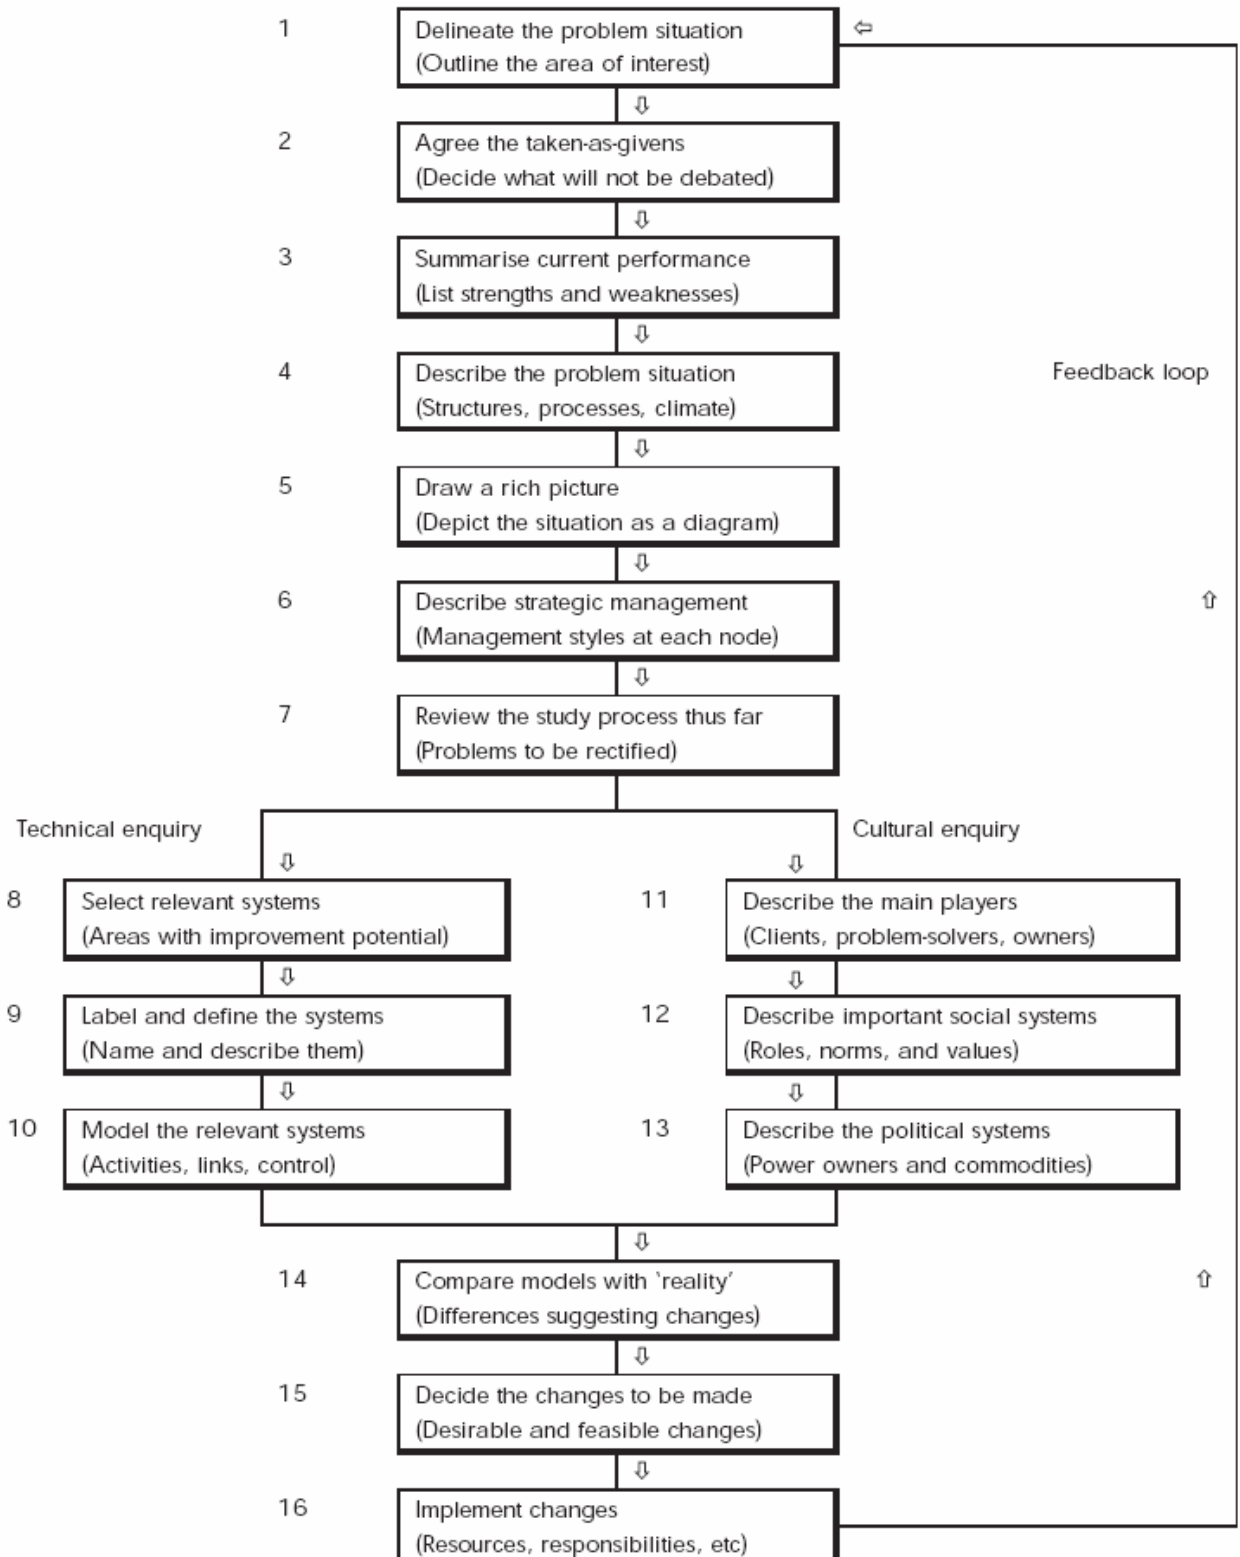 1
Delineate the problem situation
(Outline the area of interest)
2
Agree the taken-as-givens
(Decide what will not be debated)
3
Summarise current performance
(List strengths and weaknesses)
4
Describe the problem situation
(Structures, processes, climate)
Feedback loop
5
Draw a rich picture
(Depict the situation as a diagram)
6
Describe strategic management
(Management styles at each node)
7
Review the study process thus far
(Problems to be rectified)
Technical enquiry
Cultural enquiry
8
Select relevant systems
(Areas with improvement potential)
11
Describe the main players
(Clients, problem-solvers, owners)
9
Label and define the systems
(Name and describe them)
12
Describe important social systems
(Roles, norms, and values)
10
Model the relevant systems
(Activities, links, control)
13
Describe the political systems
(Power owners and commodities)
14
Compare models with ‘reality’
(Differences suggesting changes)
15
Decide the changes to be made
(Desirable and feasible changes)
16
Implement changes
(Resources, responsibilities, etc)